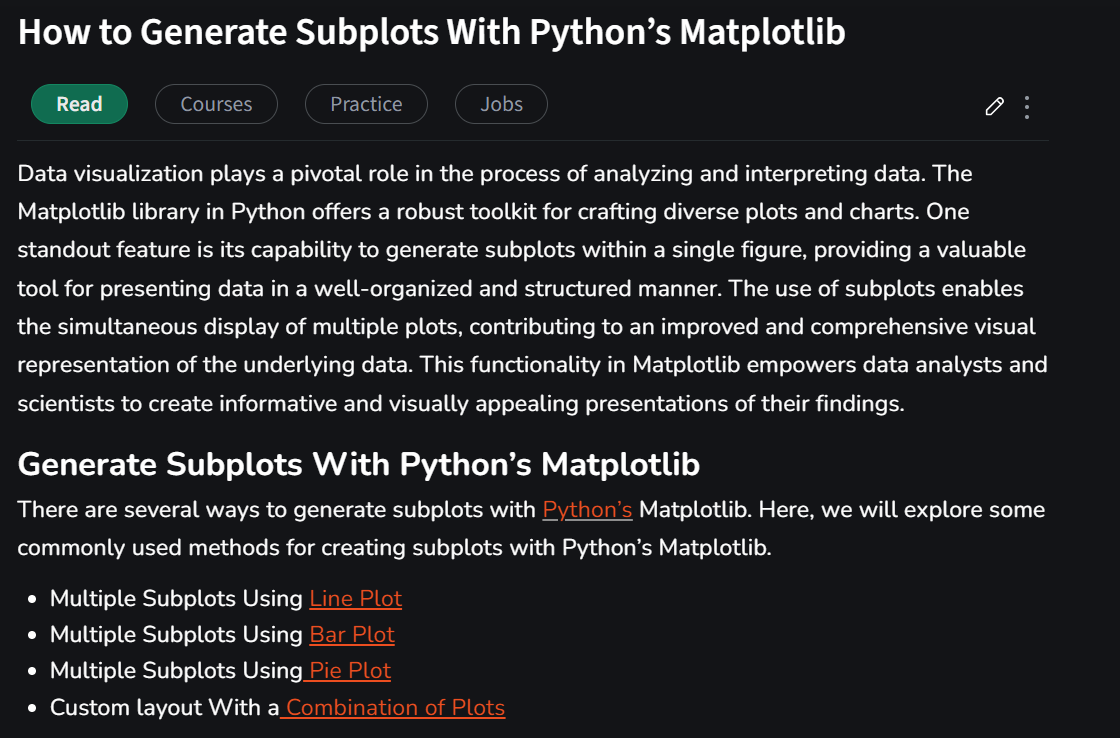 How to Generate Subplots With Python’s Matplotlib
Read
Courses
Practice
Jobs
Data visualization plays a pivotal role in the process of analyzing and interpreting data. The
Matplotlib library in Python offers a robust toolkit for crafting diverse plots and charts. One
standout feature is its capability to generate subplots within a single figure, providing a valuable
tool for presenting data in a well-organized and structured manner. The use of subplots enables
the simultaneous display of multiple plots, contributing to an improved and comprehensive visual
representation of the underlying data. This functionality in Matplotlib empowers data analysts and
scientists to create informative and visually appealing presentations of their findings.
Generate Subplots With Python’s Matplotlib
There are several ways to generate subplots with Python’s Matplotlib. Here, we will explore some
commonly used methods for creating subplots with Python’s Matplotlib.
• Multiple Subplots Using Line Plot
• Multiple Subplots Using Bar Plot
• Multiple Subplots Using Pie Plot
• Custom layout With a Combination of Plots